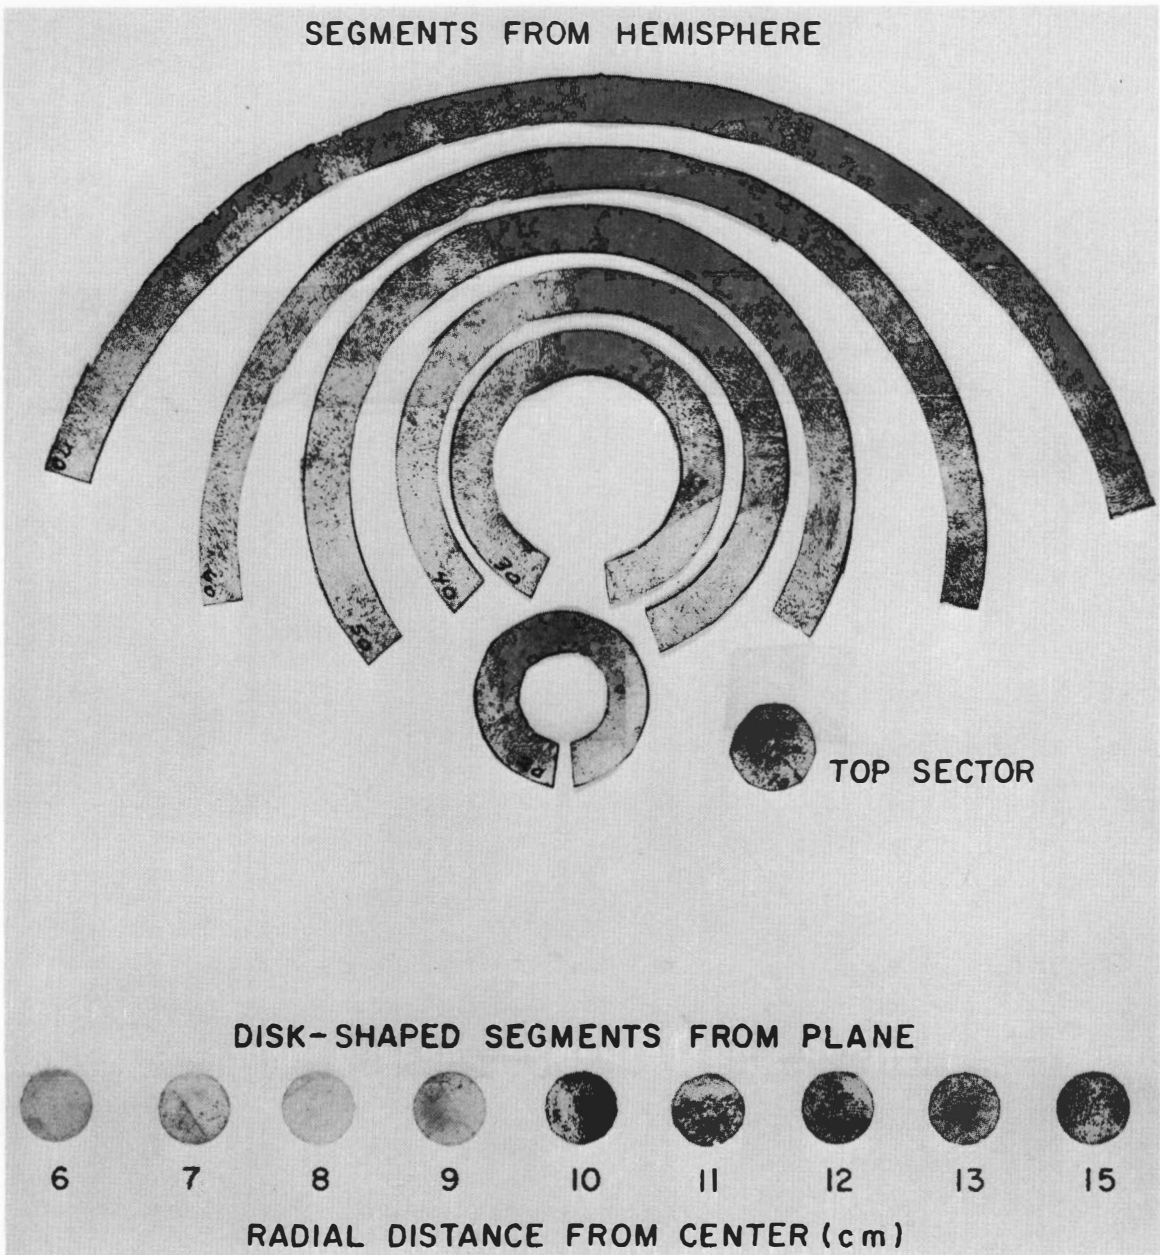 SEGMENTS FROM HEMISPHERE
70
60
50
40
30
TOP SECTOR
DISK-SHAPED SEGMENTS FROM PLANE
6 7 8 9 10 11 12 13 15
RADIAL DISTANCE FROM CENTER (cm)